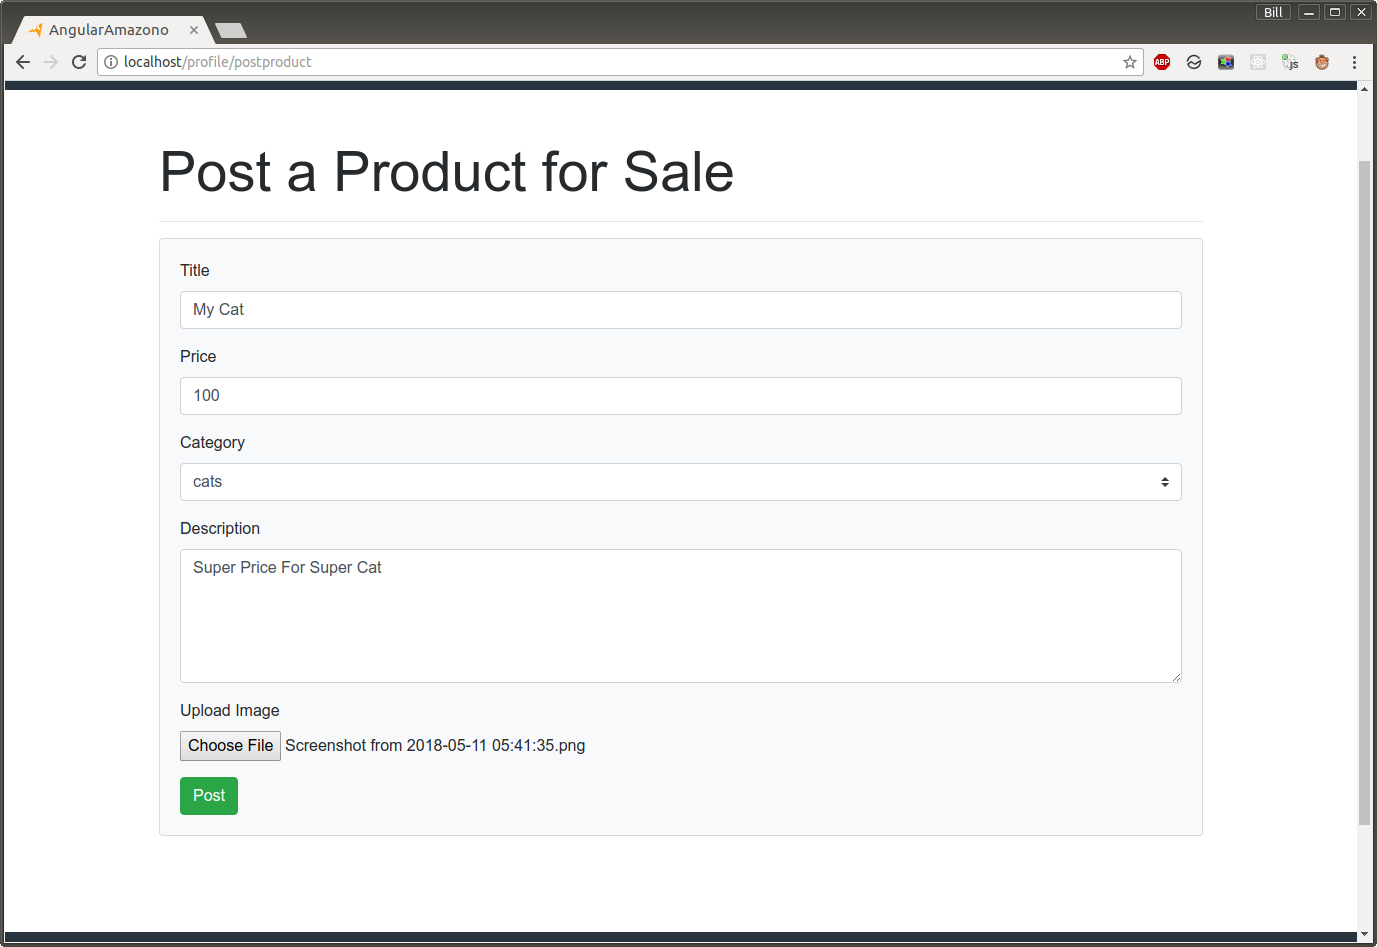 Bill
AngularAmazono
localhost/profile/postproduct
ABP
js
Post a Product for Sale
Title
My Cat
Price
100
Category
cats
Description
Super Price For Super Cat
Upload Image
Choose File Screenshot from 2018-05-11 05:41:35.png
Post